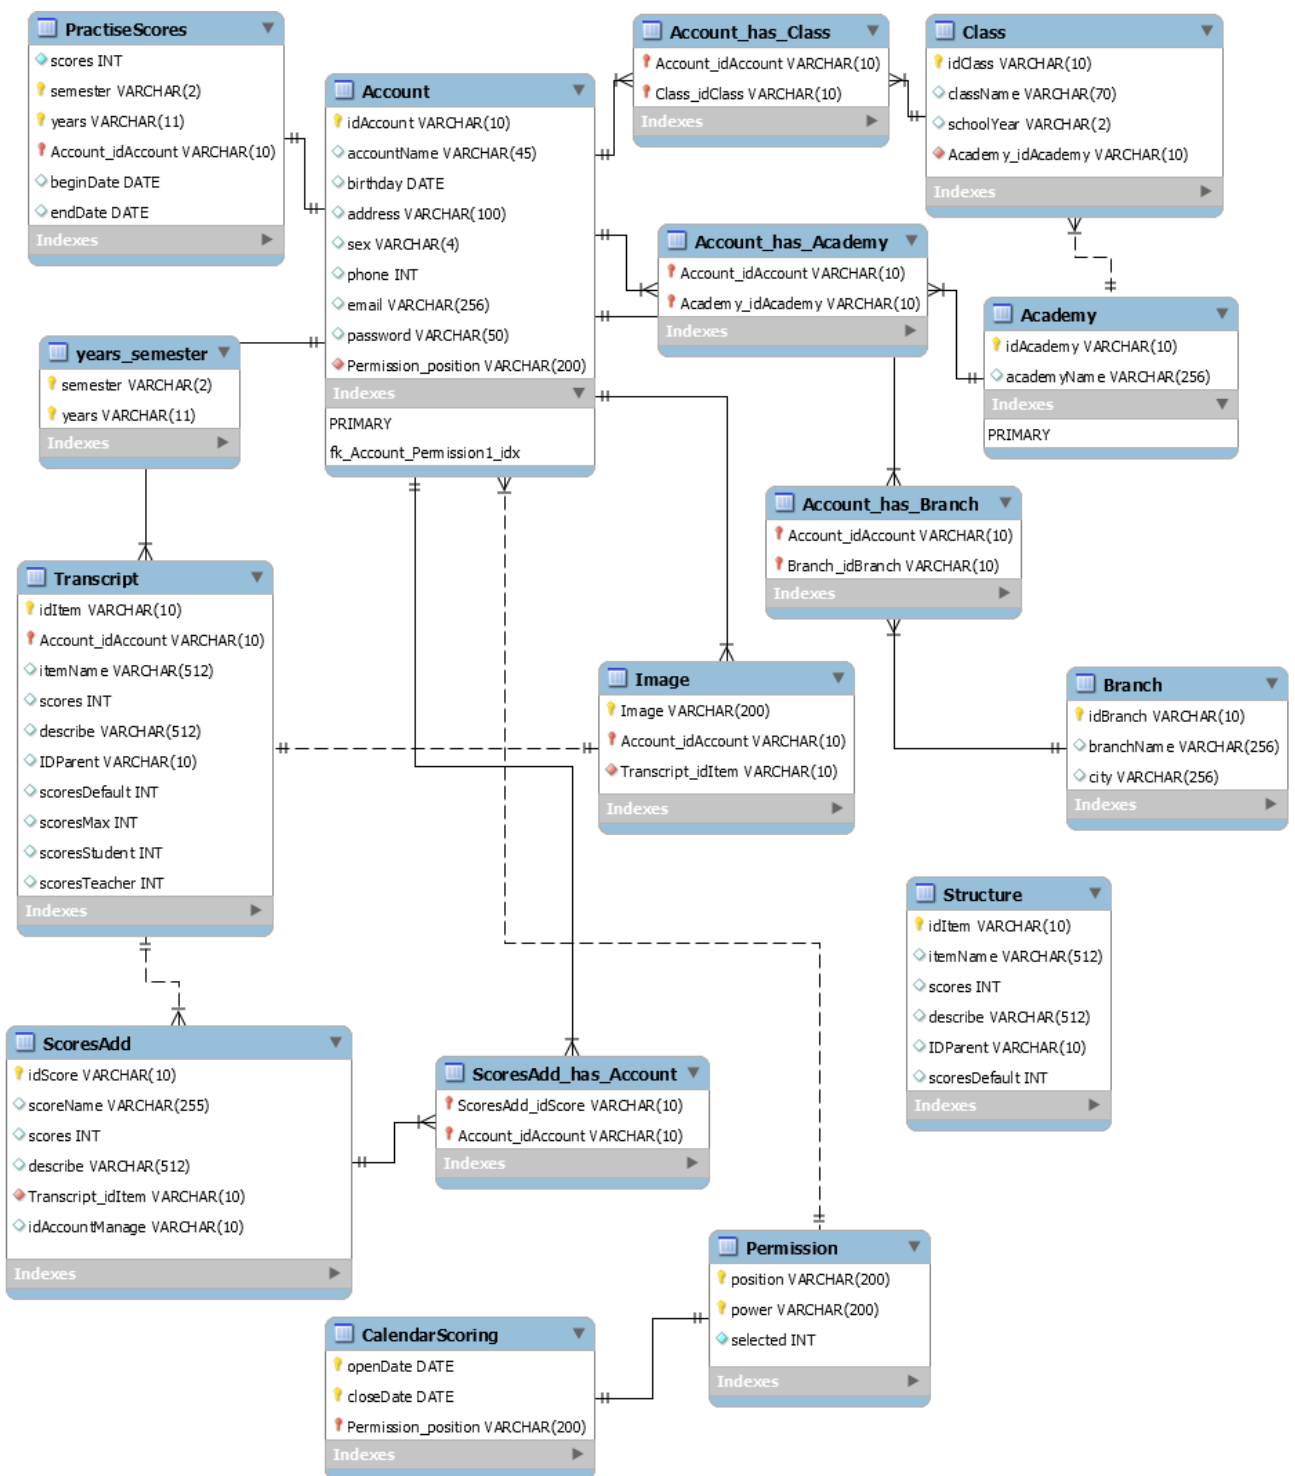 PractiseScores
scores INT
semester VARCHAR(2)
years VARCHAR(11)
Account_idAccount VARCHAR(10)
beginDate DATE
endDate DATE
Indexes
Account
idAccount VARCHAR(10)
accountName VARCHAR(45)
birthday DATE
address VARCHAR(100)
sex VARCHAR(4)
phone INT
email VARCHAR(256)
password VARCHAR(50)
Permission_position VARCHAR(200)
Indexes
PRIMARY
fk_Account_Permission1_idx
Account_has_Class
Account_idAccount VARCHAR(10)
Class_idClass VARCHAR(10)
Indexes
Class
idClass VARCHAR(10)
className VARCHAR(70)
schoolYear VARCHAR(2)
Academy_idAcademy VARCHAR(10)
Indexes
Account_has_Academy
Account_idAccount VARCHAR(10)
Academy_idAcademy VARCHAR(10)
Indexes
Academy
idAcademy VARCHAR(10)
academyName VARCHAR(256)
Indexes
PRIMARY
years_semester
semester VARCHAR(2)
years VARCHAR(11)
Indexes
Account_has_Branch
Account_idAccount VARCHAR(10)
Branch_idBranch VARCHAR(10)
Indexes
Transcript
idItem VARCHAR(10)
Account_idAccount VARCHAR(10)
itemName VARCHAR(512)
scores INT
describe VARCHAR(512)
IDParent VARCHAR(10)
scoresDefault INT
scoresMax INT
scoresStudent INT
scoresTeacher INT
Indexes
Image
Image VARCHAR(200)
Account_idAccount VARCHAR(10)
Transcript_idItem VARCHAR(10)
Indexes
Branch
idBranch VARCHAR(10)
branchName VARCHAR(256)
city VARCHAR(256)
Indexes
Structure
idItem VARCHAR(10)
itemName VARCHAR(512)
scores INT
describe VARCHAR(512)
IDParent VARCHAR(10)
scoresDefault INT
Indexes
ScoresAdd
idScore VARCHAR(10)
scoreName VARCHAR(255)
scores INT
describe VARCHAR(512)
Transcript_idItem VARCHAR(10)
idAccountManage VARCHAR(10)
Indexes
ScoresAdd_has_Account
ScoresAdd_idScore VARCHAR(10)
Account_idAccount VARCHAR(10)
Indexes
Permission
position VARCHAR(200)
power VARCHAR(200)
selected INT
Indexes
CalendarScoring
openDate DATE
closeDate DATE
Permission_position VARCHAR(200)
Indexes